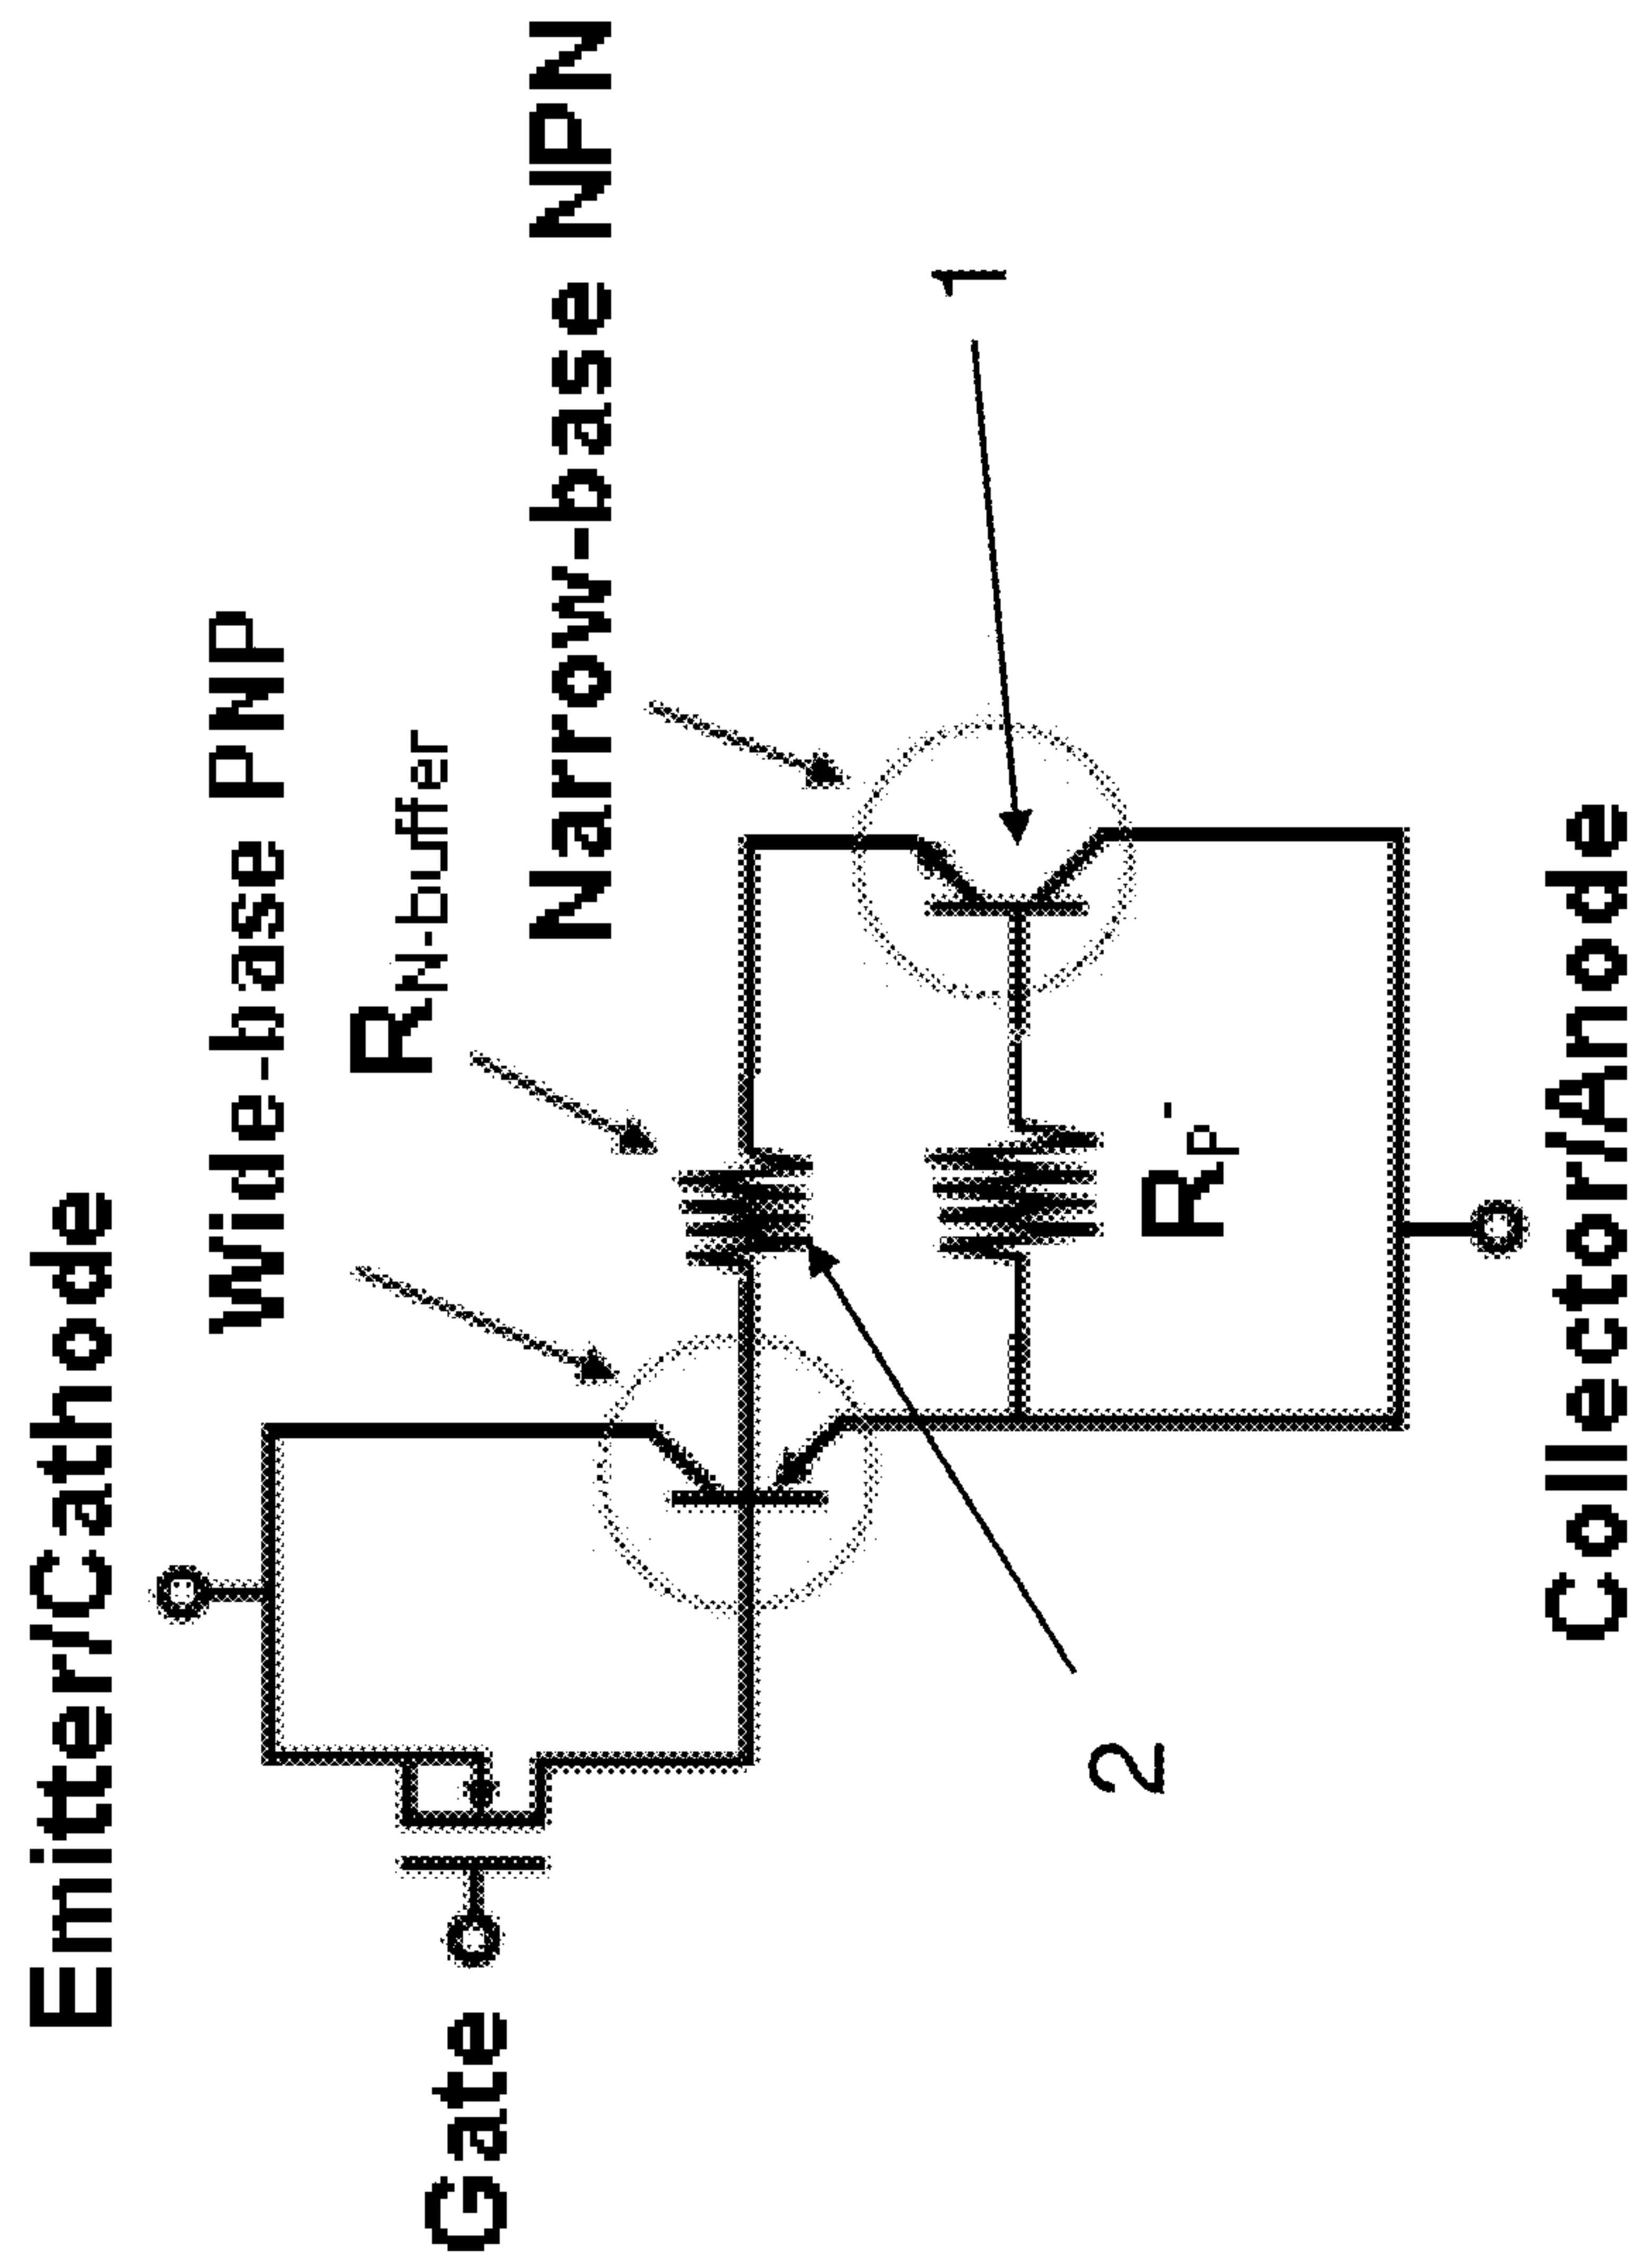 Emitter/Cathode
Wide-base PNP
RN-buffer
Narrow-base NPN
1
Gate
2
Rp-
Collector/Anode